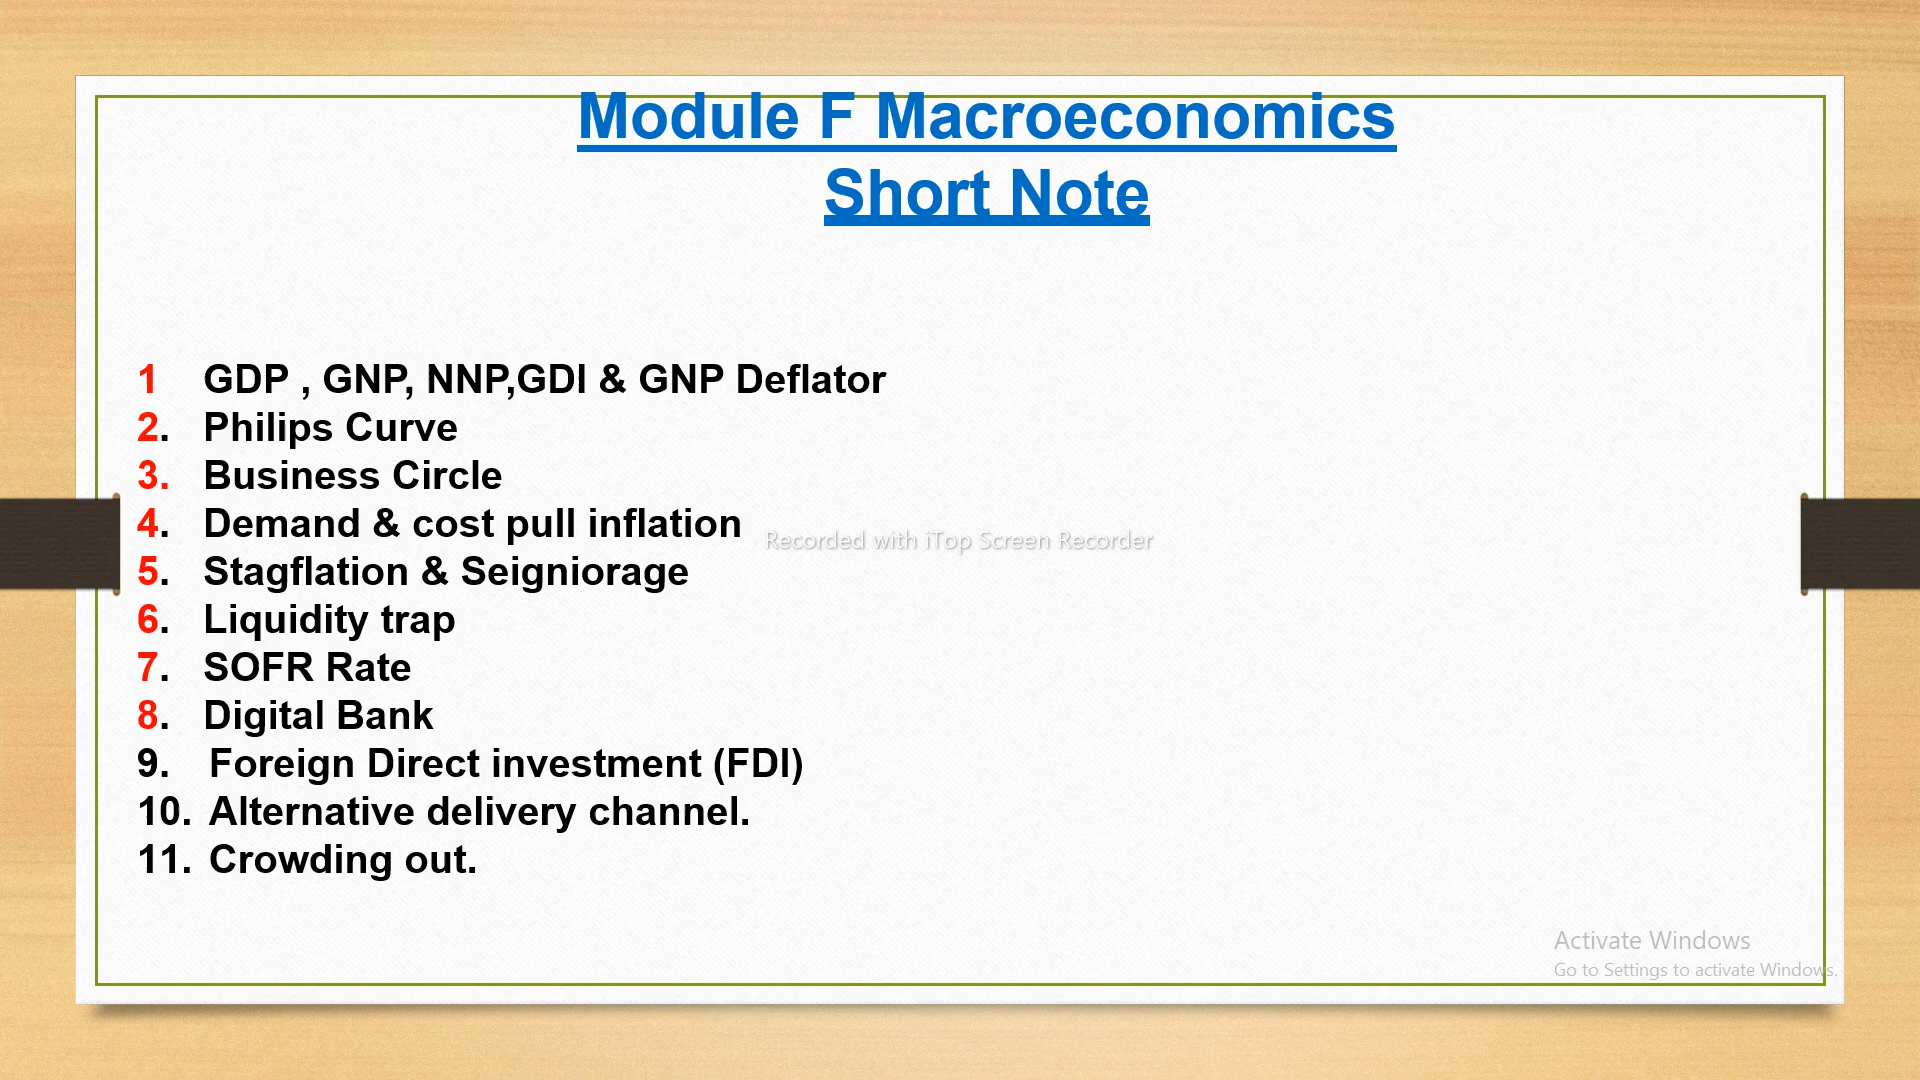 Module F Macroeconomics
Short Note
1 GDP , GNP, NNP,GDI & GNP Deflator
2. Philips Curve
3. Business Circle
4. Demand & cost pull inflation
Recorded with iTop Screen Recorder
5. Stagflation & Seigniorage
6. Liquidity trap
7. SOFR Rate
8. Digital Bank
9. Foreign Direct investment (FDI)
10. Alternative delivery channel.
11. Crowding out.
Activate Windows
Go to Settings to activate Windows.